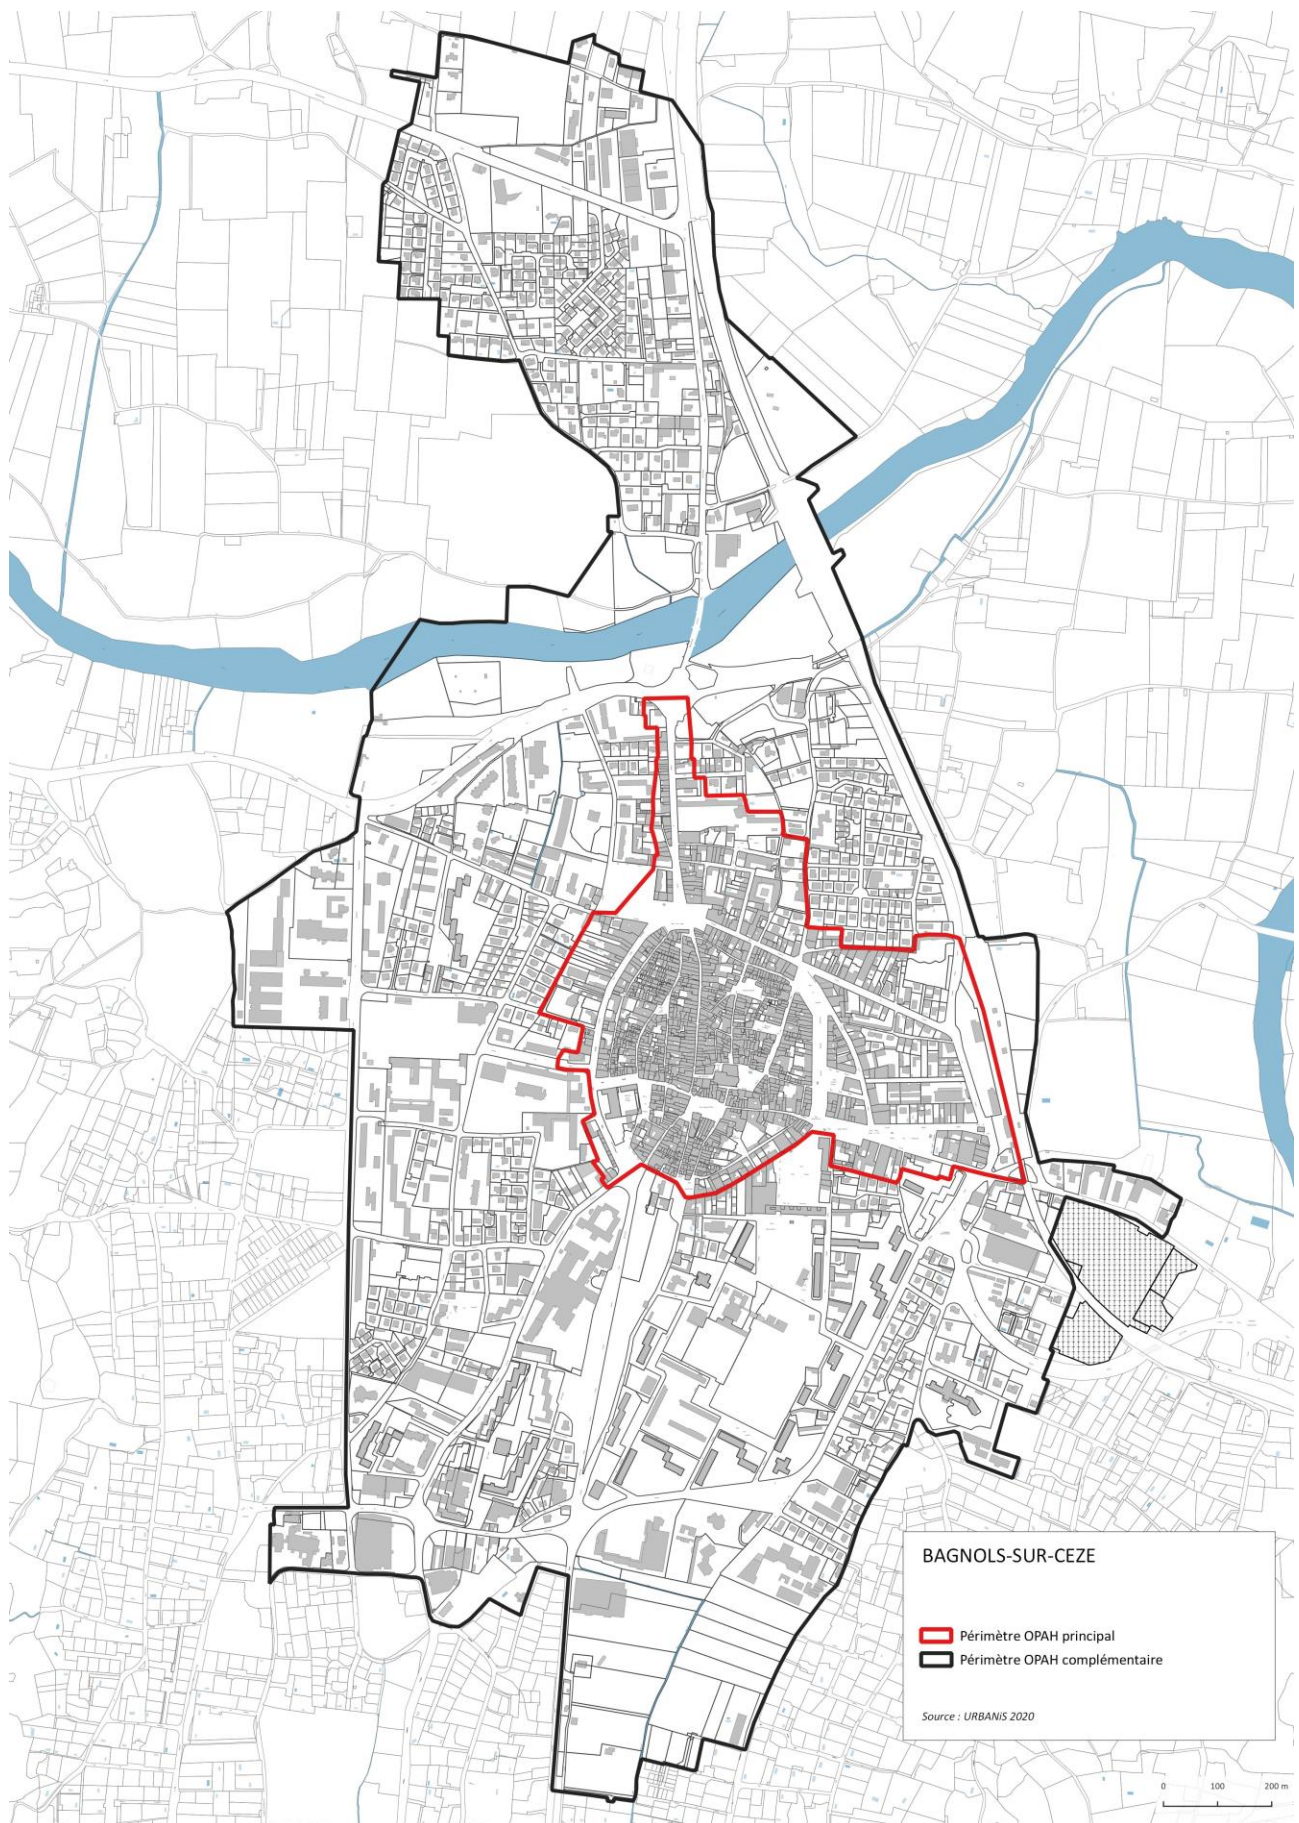 BAGNOLS-SUR-CEZE
Périmètre OPAH principal
Périmètre OPAH complémentaire
Source : URBANiS 2020
0 100 200 m